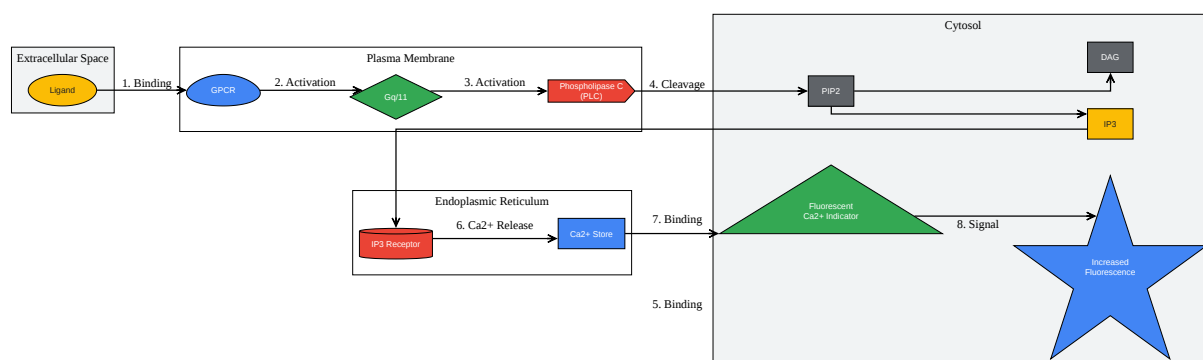 Cytosol
Extracellular Space
Plasma Membrane
DAG
1. Binding
2. Activation
3. Activation
4. Cleavage
Ligand
GPCR
Gq/11
Phospholipase C
(PLC)
PIP2
IP3
Endoplasmic Reticulum
Fluorescent
Ca2+ Indicator
6. Ca2+ Release
7. Binding
8. Signal
IP3 Receptor
Ca2+ Store
Increased
Fluorescence
5. Binding